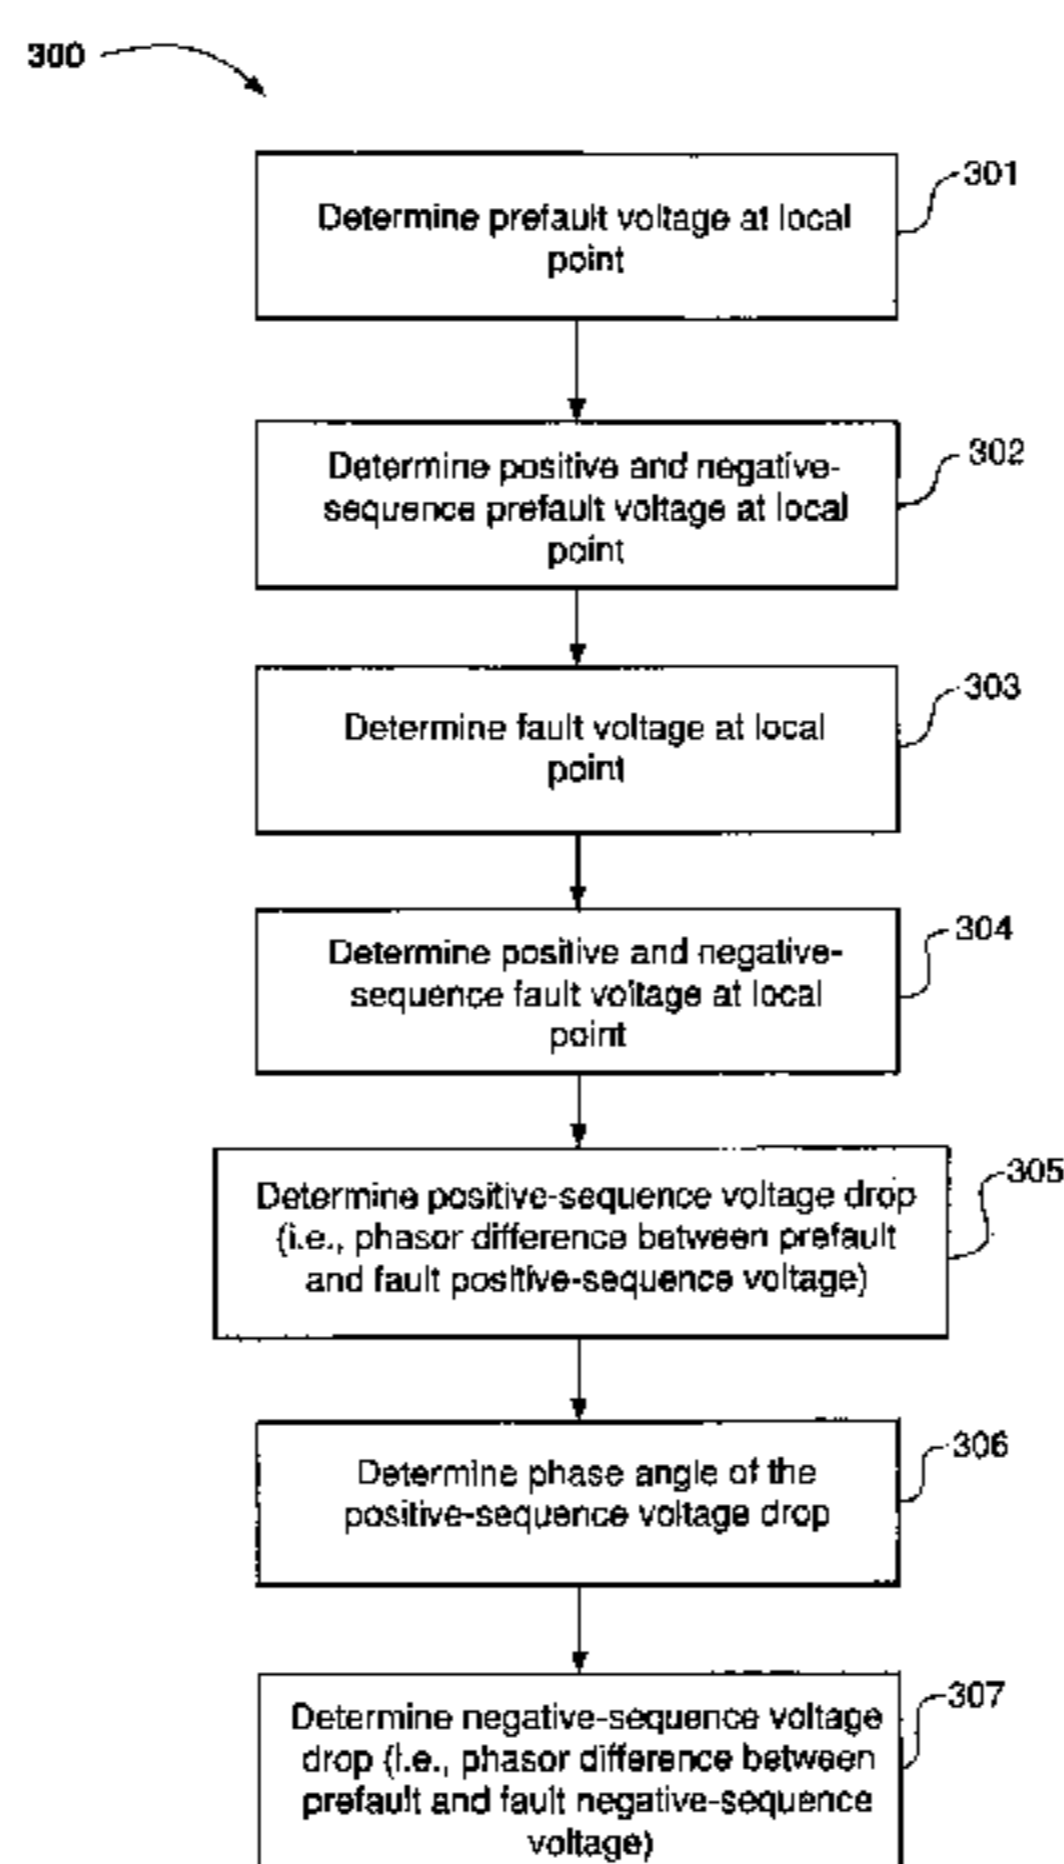 300
301
Determine prefault voltage at local
point
302
Determine positive and negative-
sequence prefault voltage at local
point
303
Determine fault voltage at local
point
304
Determine positive and negative-
sequence fault voltage at local
point
305
Determine positive-sequence voltage drop
(i.e., phasor difference between prefault
and fault positive-sequence voltage)
306
Determine phase angle of the
positive-sequence voltage drop
307
Determine negative-sequence voltage
drop (i.e., phasor difference between
prefault and fault negative-sequence
voltage)